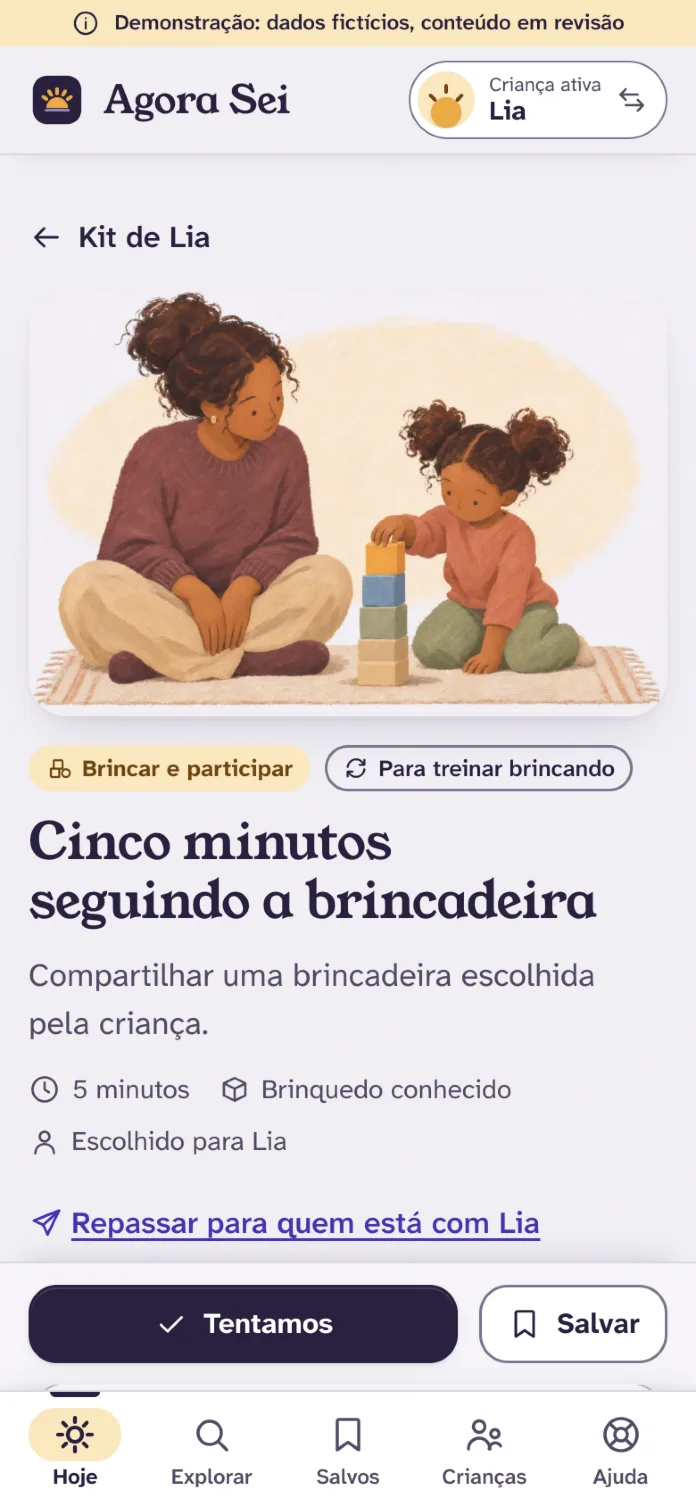 Demonstração: dados fictícios, conteúdo em revisão
Agora Sei
Criança ativa
Lia
Kit de Lia
Brincar e participar
Para treinar brincando
Cinco minutos
seguindo a brincadeira
Compartilhar uma brincadeira escolhida
pela criança.
5 minutos
Brinquedo conhecido
Escolhido para Lia
Repassar para quem está com Lia
Tentamos
Salvar
Hoje
Explorar
Salvos
Crianças
Ajuda